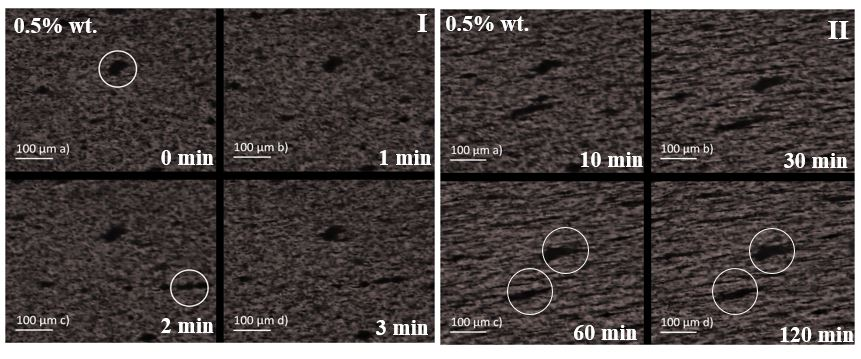 0.5% wt.
I
100 µm a)
0 min
100 µm b)
1 min
100 µm c)
2 min
100 µm d)
3 min
0.5% wt.
II
100 µm a)
10 min
100 µm b)
30 min
100 µm c)
60 min
100 µm d)
120 min